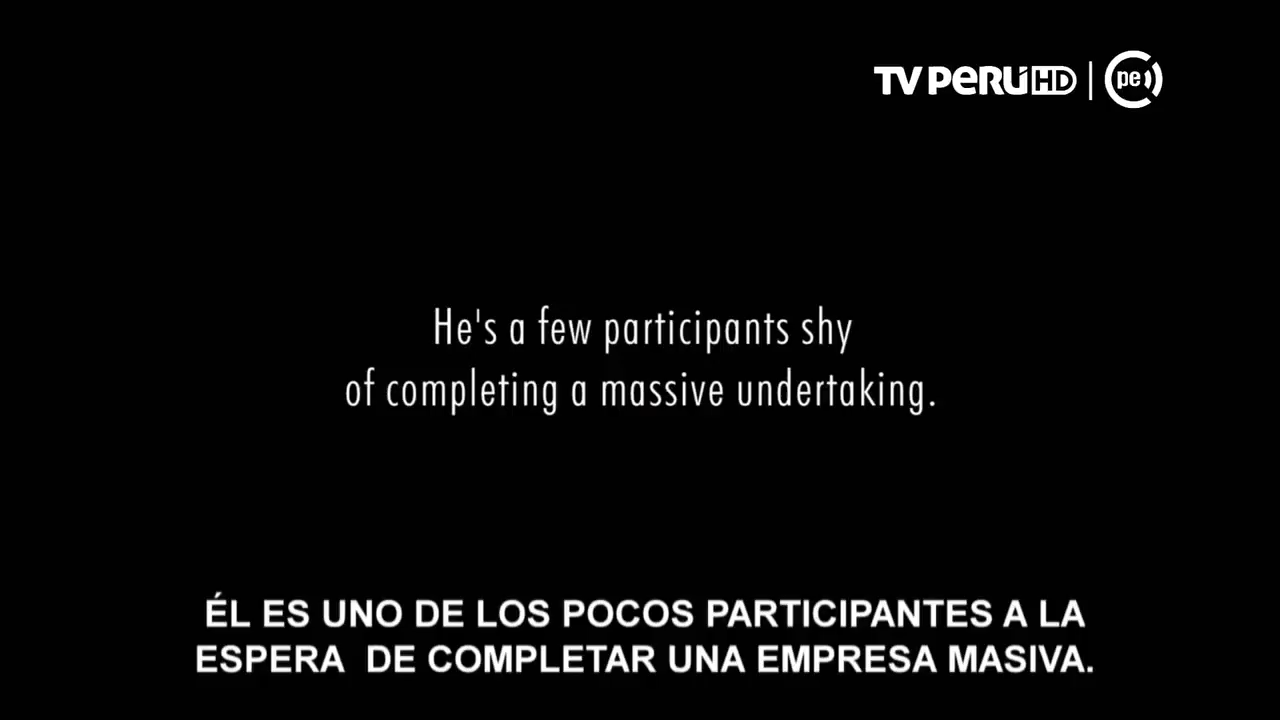 TV PERÚ HD | pe
He's a few participants shy
of completing a massive undertaking.
ÉL ES UNO DE LOS POCOS PARTICIPANTES A LA
ESPERA  DE COMPLETAR UNA EMPRESA MASIVA.